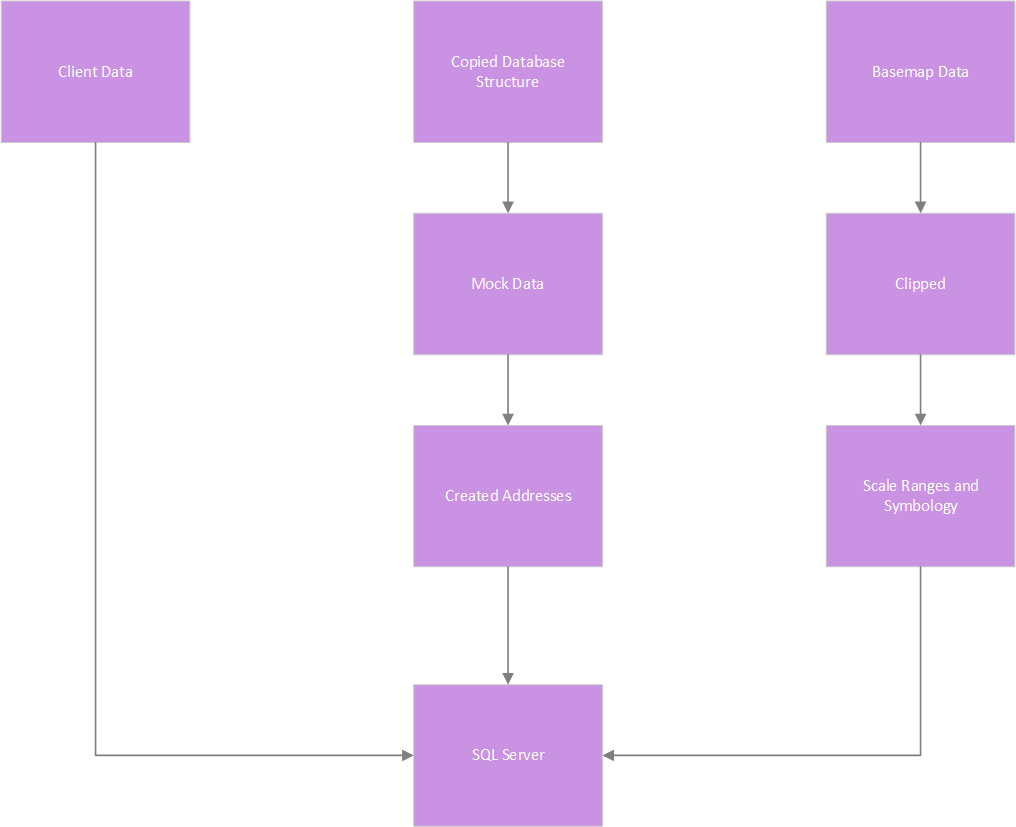 Client Data
Copied Database
Structure
Basemap Data
Mock Data
Clipped
Created Addresses
Scale Ranges and
Symbology
SQL Server